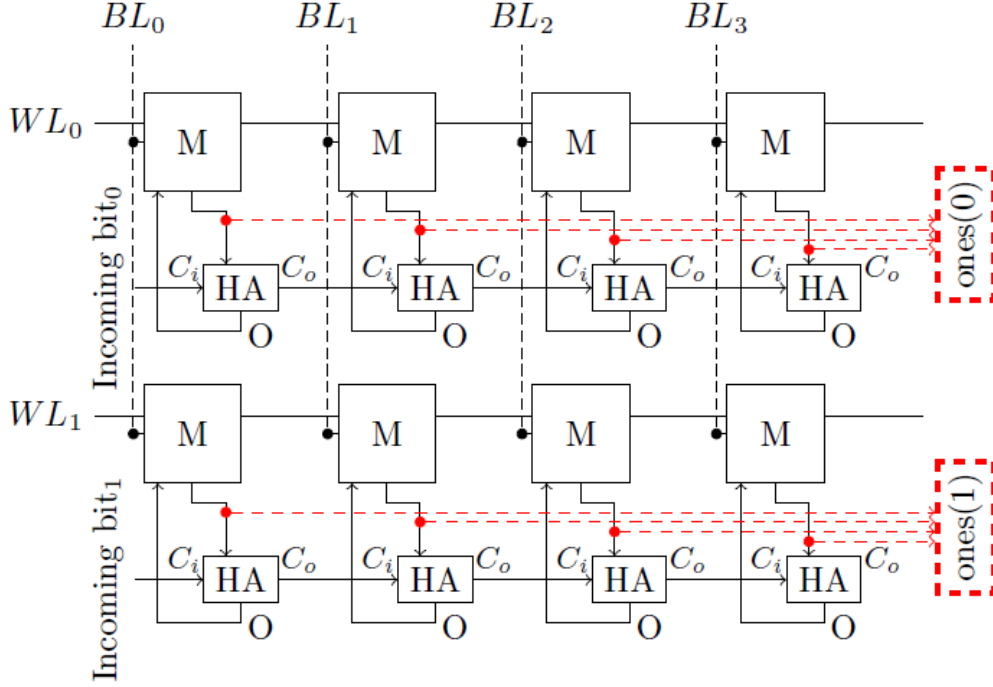 BL₀ BL₁ BL₂ BL₃
WL₀ M M M M
Incoming bit₀
ones(0)
Cᵢ HA Cₒ Cᵢ HA Cₒ Cᵢ HA Cₒ Cᵢ HA Cₒ
O O O O
WL₁ M M M M
Incoming bit₁
ones(1)
Cᵢ HA Cₒ Cᵢ HA Cₒ Cᵢ HA Cₒ Cᵢ HA Cₒ
O O O O